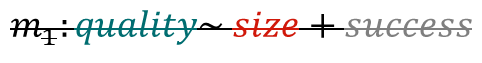 m₁: quality~ size + success